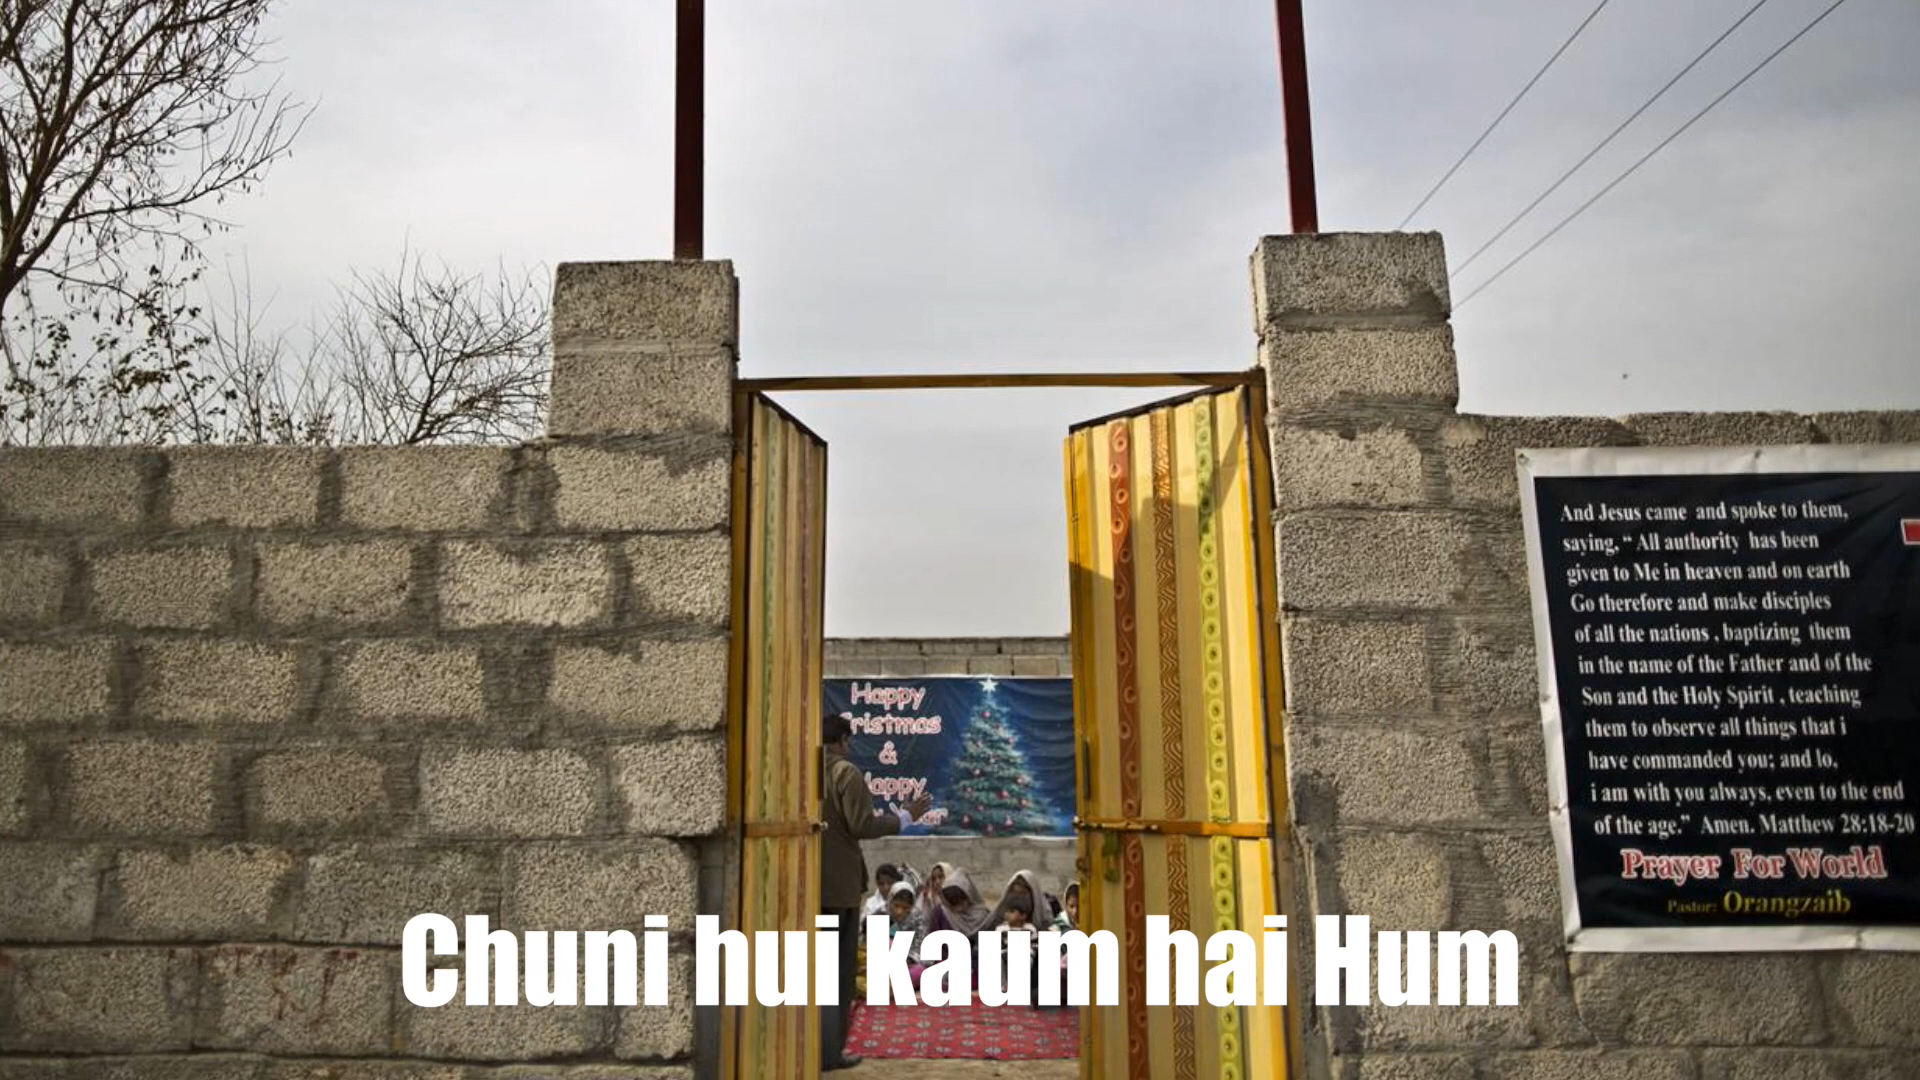 Happy
ristmas
&
appy
And Jesus came and spoke to them,
saying, “ All authority has been
given to Me in heaven and on earth
Go therefore and make disciples
of all the nations , baptizing them
in the name of the Father and of the
Son and the Holy Spirit , teaching
them to observe all things that i
have commanded you; and lo,
i am with you always, even to the end
of the age.” Amen. Matthew 28:18-20
Prayer For World
Pastor: Orangzaib
Chuni hui kaum hai Hum